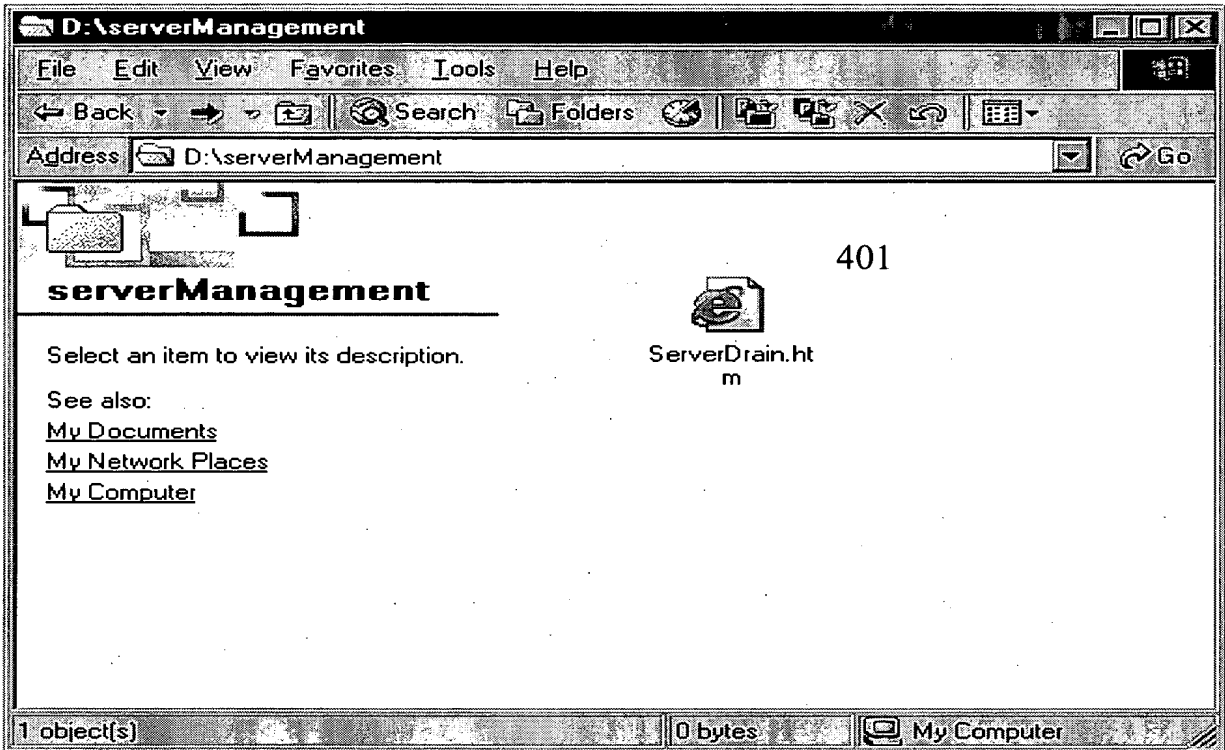 D:\serverManagement
File Edit View Favorites Tools Help
Back Search Folders
Address D:\serverManagement Go
401
serverManagement
ServerDrain.ht
m
Select an item to view its description.
See also:
My Documents
My Network Places
My Computer
1 object(s) 0 bytes My Computer